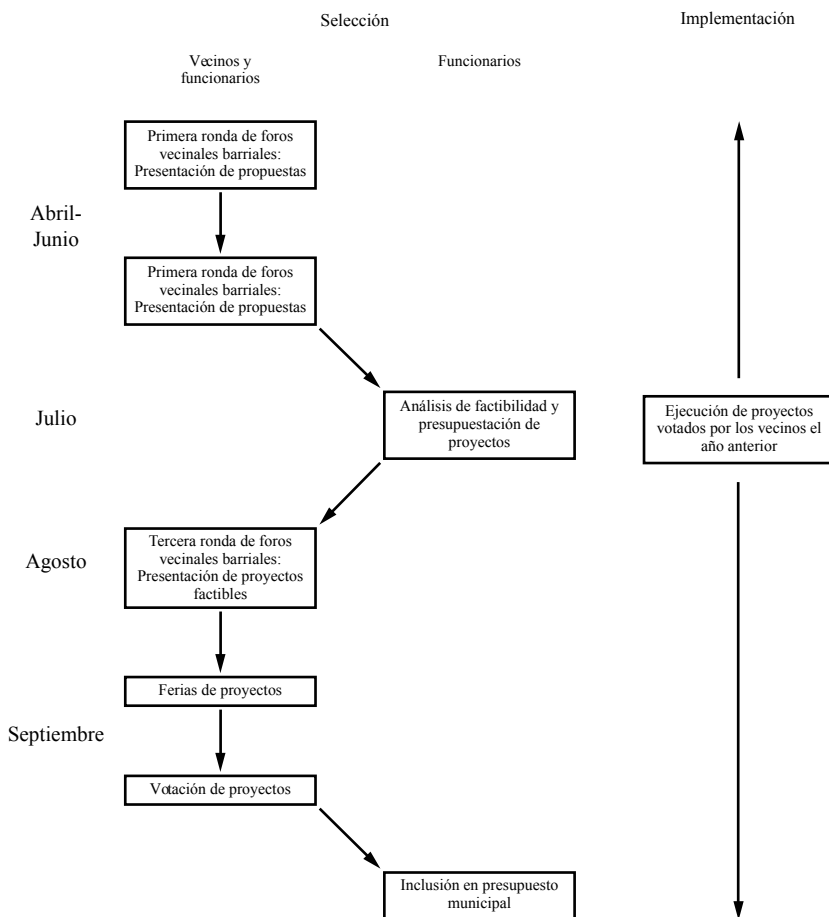 Selección
Implementación
Vecinos y
funcionarios
Funcionarios
Primera ronda de foros
vecinales barriales:
Presentación de propuestas
Abril-
Junio
Primera ronda de foros
vecinales barriales:
Presentación de propuestas
Julio
Análisis de factibilidad y
presupuestación de
proyectos
Ejecución de proyectos
votados por los vecinos el
año anterior
Agosto
Tercera ronda de foros
vecinales barriales:
Presentación de proyectos
factibles
Ferias de proyectos
Septiembre
Votación de proyectos
Inclusión en presupuesto
municipal